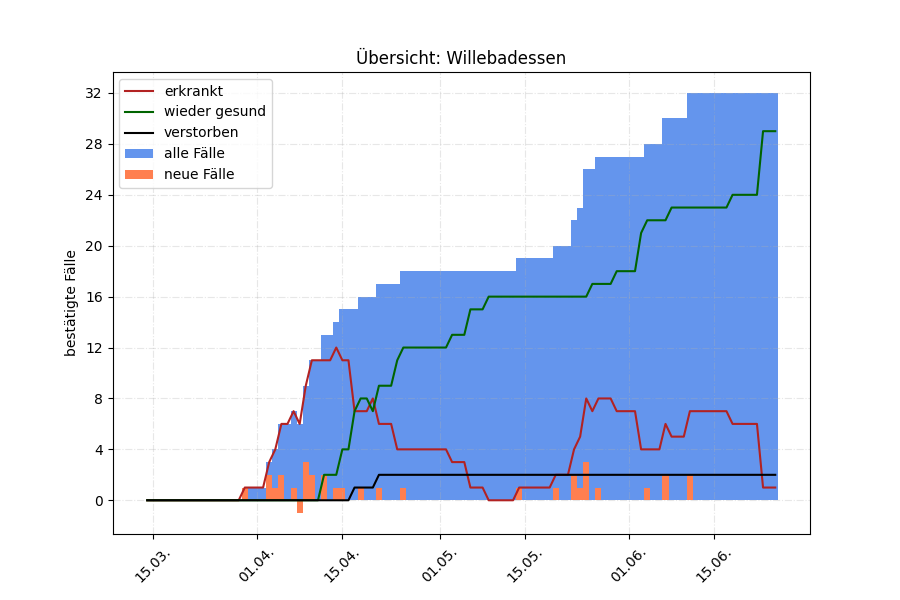 Übersicht: Willebadessen
erkrankt
wieder gesund
verstorben
alle Fälle
neue Fälle
bestätigte Fälle
32
28
24
20
16
12
8
4
0
15.03.
01.04.
15.04.
01.05.
15.05.
01.06.
15.06.